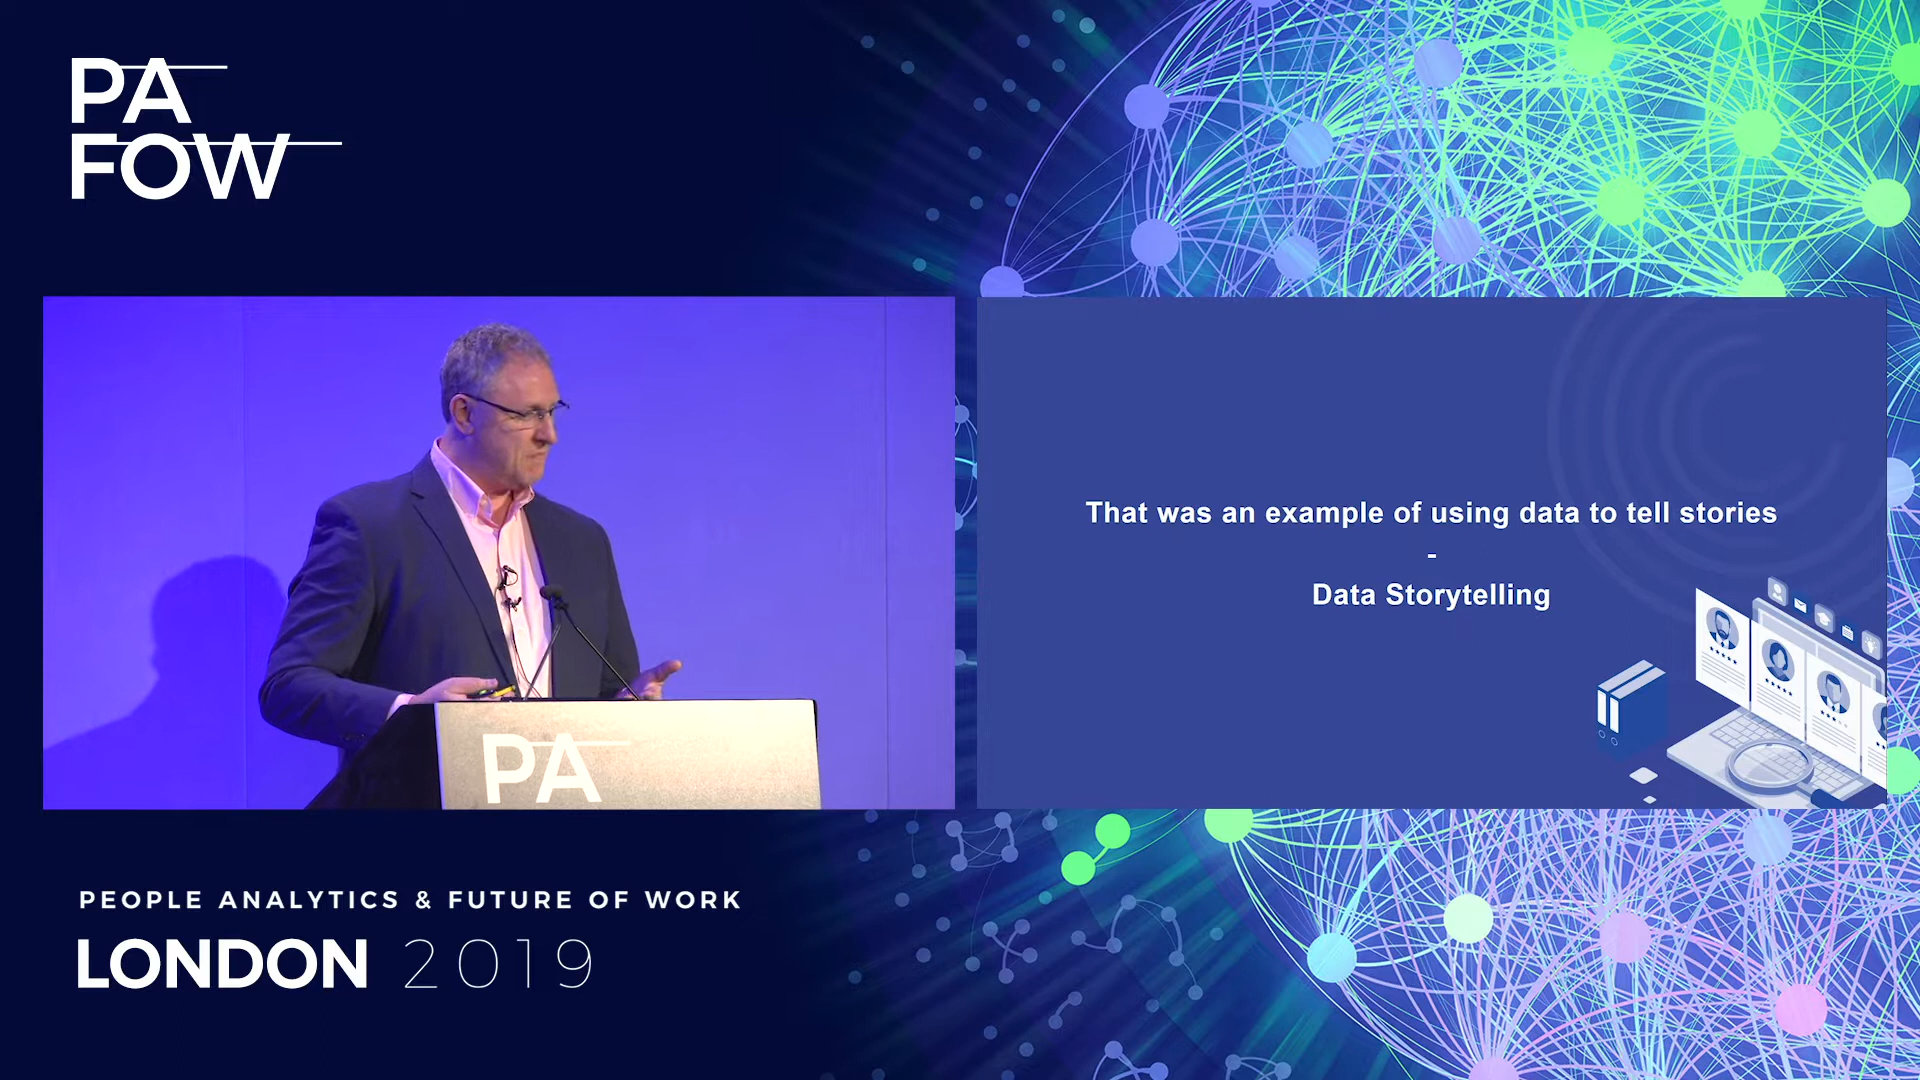 PA
FOW
PA
That was an example of using data to tell stories
-
Data Storytelling
PEOPLE ANALYTICS & FUTURE OF WORK
LONDON 2019